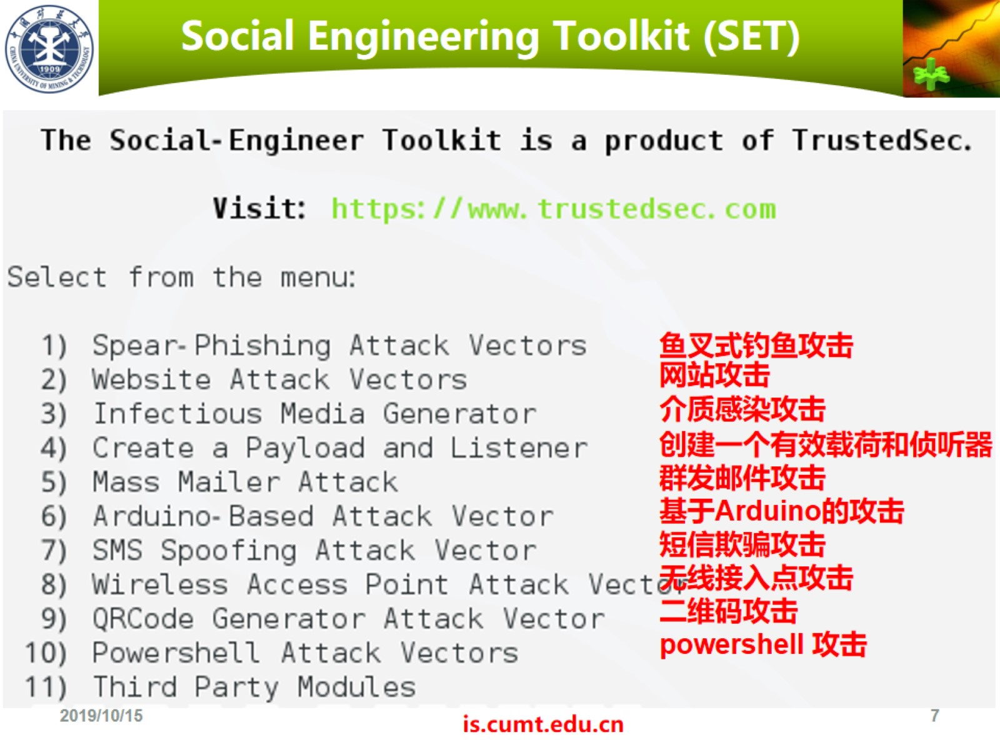 Social Engineering Toolkit (SET)
中国矿业大学
CHINA UNIVERSITY OF MINING & TECHNOLOGY
1909
The Social-Engineer Toolkit is a product of TrustedSec.
Visit: https://www.trustedsec.com
Select from the menu:
1) Spear-Phishing Attack Vectors 鱼叉式钓鱼攻击
2) Website Attack Vectors 网站攻击
3) Infectious Media Generator 介质感染攻击
4) Create a Payload and Listener 创建一个有效载荷和侦听器
5) Mass Mailer Attack 群发邮件攻击
6) Arduino-Based Attack Vector 基于Arduino的攻击
7) SMS Spoofing Attack Vector 短信欺骗攻击
8) Wireless Access Point Attack Vector 无线接入点攻击
9) QRCode Generator Attack Vector 二维码攻击
10) Powershell Attack Vectors powershell 攻击
11) Third Party Modules
2019/10/15
is.cumt.edu.cn
7